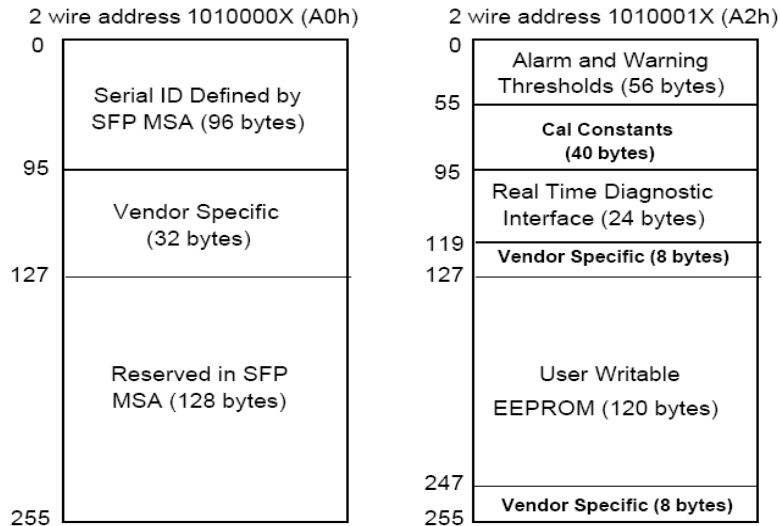 2 wire address 1010000X (A0h)
0
Serial ID Defined by
SFP MSA (96 bytes)
95
Vendor Specific
(32 bytes)
127
Reserved in SFP
MSA (128 bytes)
255
2 wire address 1010001X (A2h)
0
Alarm and Warning
Thresholds (56 bytes)
55
Cal Constants
(40 bytes)
95
Real Time Diagnostic
Interface (24 bytes)
119
Vendor Specific (8 bytes)
127
User Writable
EEPROM (120 bytes)
247
Vendor Specific (8 bytes)
255